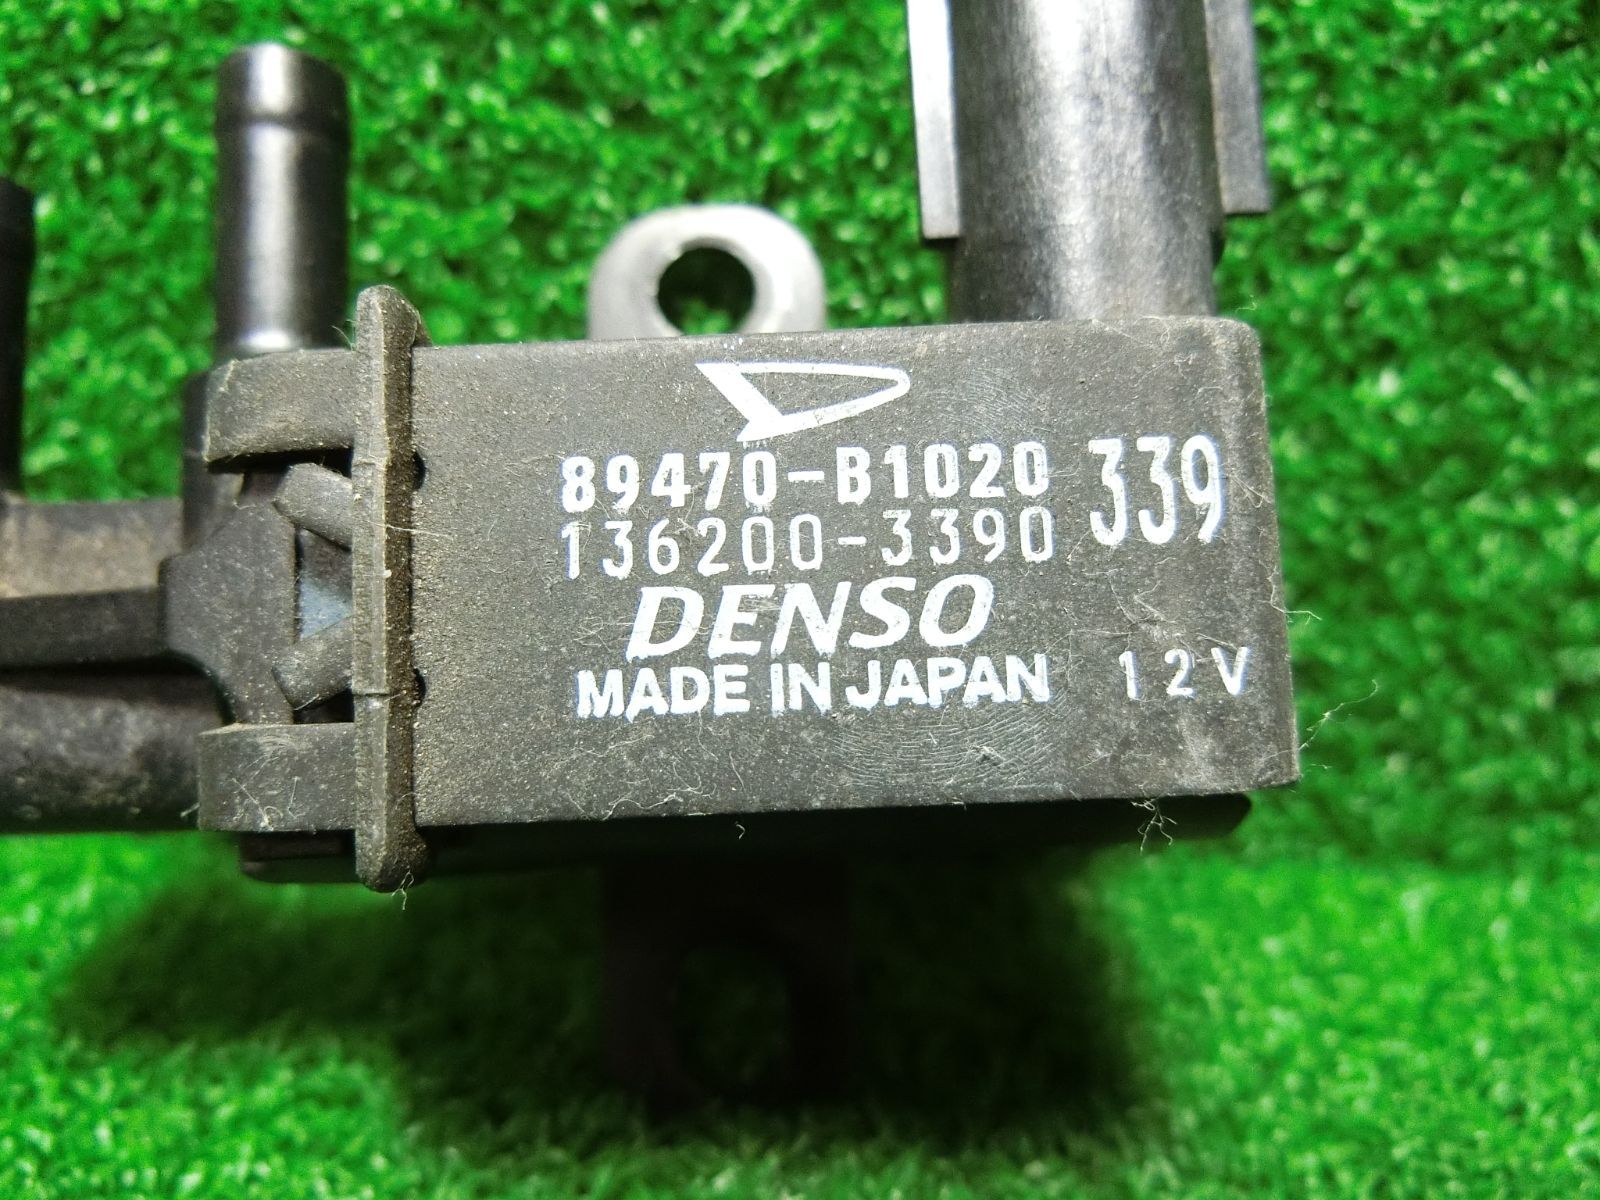 89470-B1020 339
136200-3390
DENSO
MADE IN JAPAN 12V